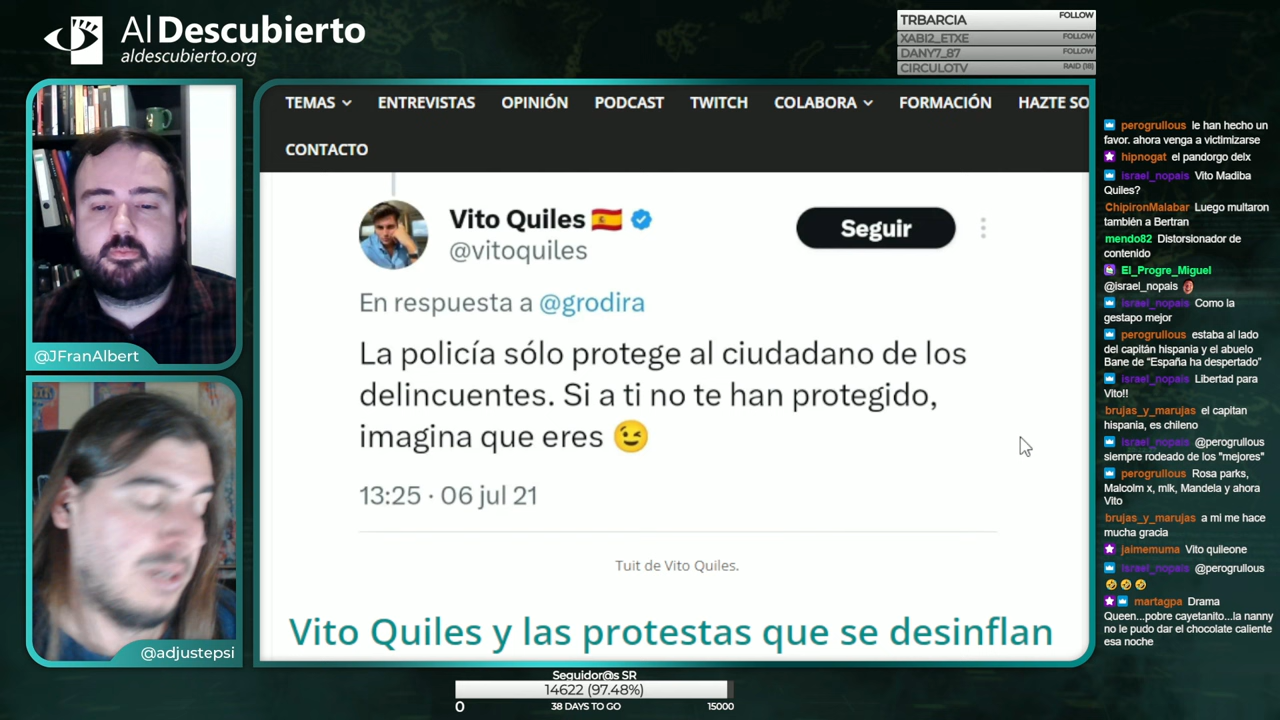 Al Descubierto
aldescubierto.org
TRBARCIA FOLLOW
XABI2_ETXE FOLLOW
DANY7_87 FOLLOW
CIRCULOTV RAID (18)
TEMAS ENTREVISTAS OPINIÓN PODCAST TWITCH COLABORA FORMACIÓN HAZTE SO
CONTACTO
Vito Quiles
@vitoquiles
Seguir
En respuesta a @grodira
La policía sólo protege al ciudadano de los
delincuentes. Si a ti no te han protegido,
imagina que eres 😉
13:25 · 06 jul 21
Tuit de Vito Quiles.
Vito Quiles y las protestas que se desinflan
@JFranAlbert
@adjustepsi
perogrullous le han hecho un
favor. ahora venga a victimizarse
hipnogat el pandorgo delx
israel_nopais Vito Madiba
Quiles?
ChipironMalabar Luego multaron
también a Bertran
mendo82 Distorsionador de
contenido
El_Progre_Miguel
@israel_nopais
israel_nopais Como la
gestapo mejor
perogrullous estaba al lado
del capitán hispania y el abuelo
Bane de “España ha despertado”
israel_nopais Libertad para
Vito!!
brujas_y_marujas el capitan
hispania, es chileno
israel_nopais @perogrullous
siempre rodeado de los "mejores"
perogrullous Rosa parks,
Malcolm x, mlk, Mandela y ahora
Vito
brujas_y_marujas a mi me hace
mucha gracia
jaimemuma Vito quileone
israel_nopais @perogrullous
🤣 🤣 🤣
martagpa Drama
Queen...pobre cayetanito...la nanny
no le pudo dar el chocolate caliente
esa noche
Seguidor@s SR
14622 (97.48%)
0 38 DAYS TO GO 15000